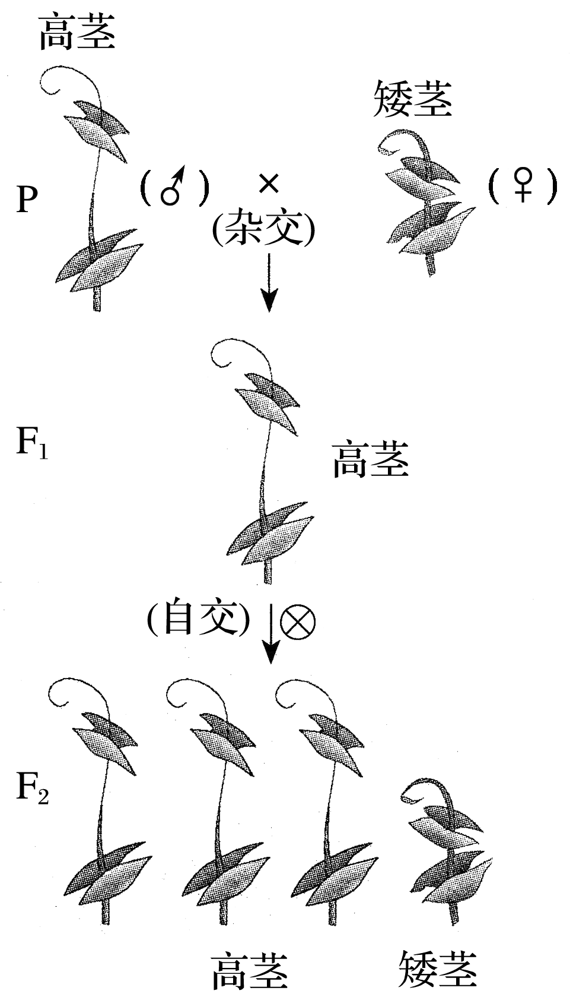 高茎
矮茎
P (♂) × (♀)
(杂交)
F₁
高茎
(自交) ⊗
F₂
高茎 矮茎